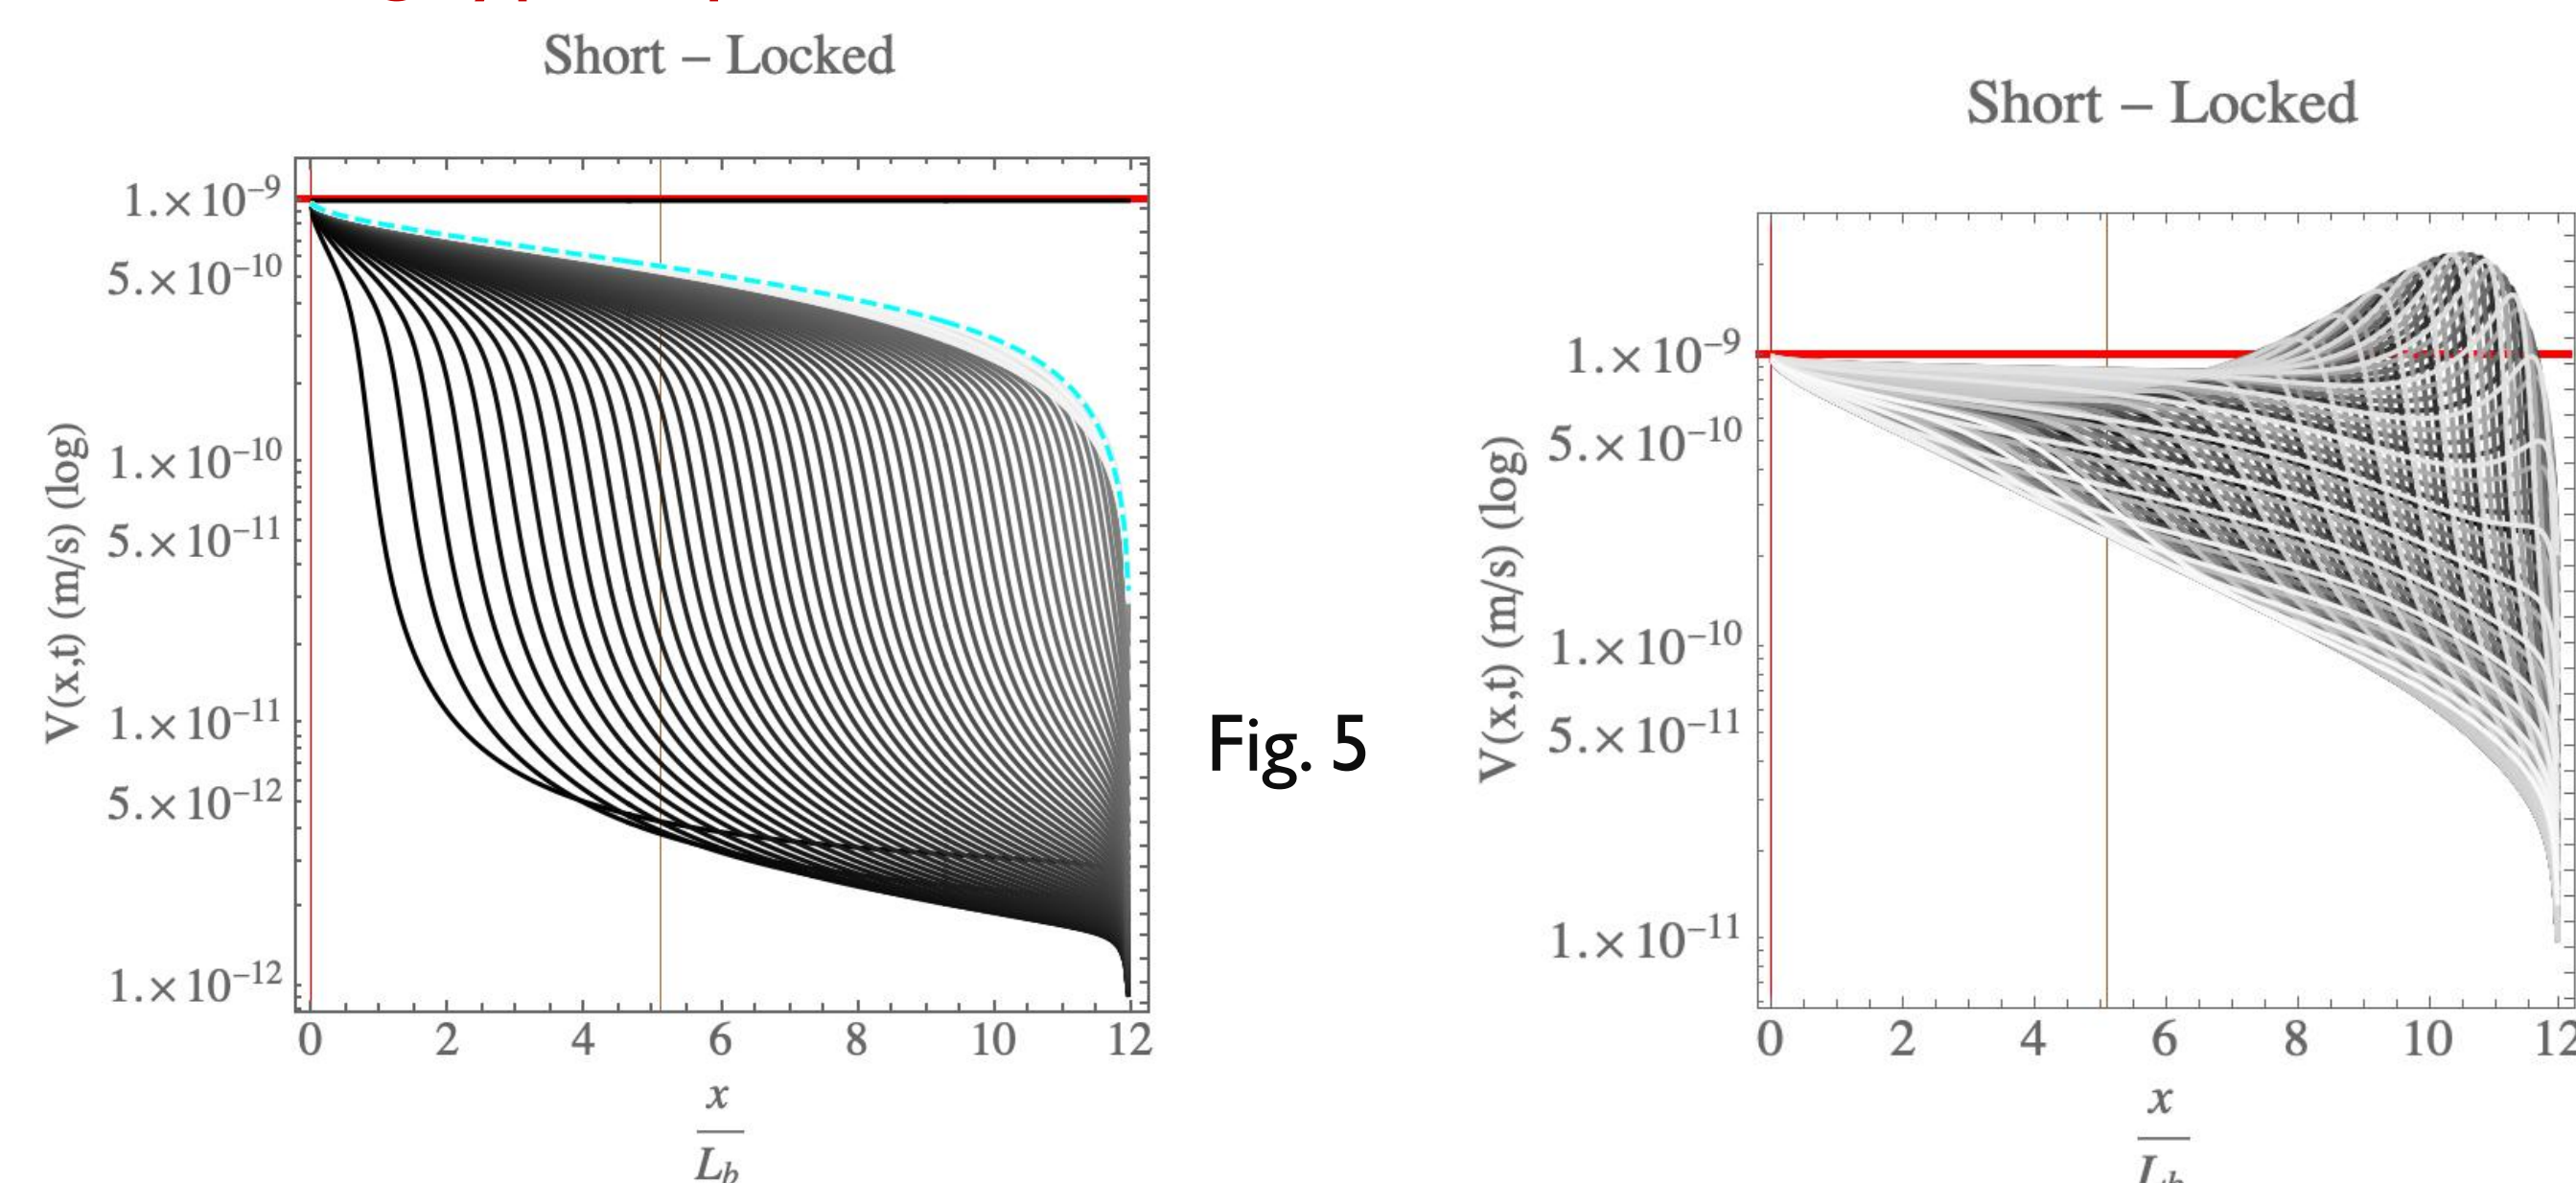 Short – Locked
1.×10⁻⁹
5.×10⁻¹⁰
1.×10⁻¹⁰
5.×10⁻¹¹
1.×10⁻¹¹
5.×10⁻¹²
1.×10⁻¹²
V(x,t) (m/s) (log)
0 2 4 6 8 10 12
x
L_b
Fig. 5
Short – Locked
1.×10⁻⁹
5.×10⁻¹⁰
1.×10⁻¹⁰
5.×10⁻¹¹
1.×10⁻¹¹
V(x,t) (m/s) (log)
0 2 4 6 8 10 12
x
L_b